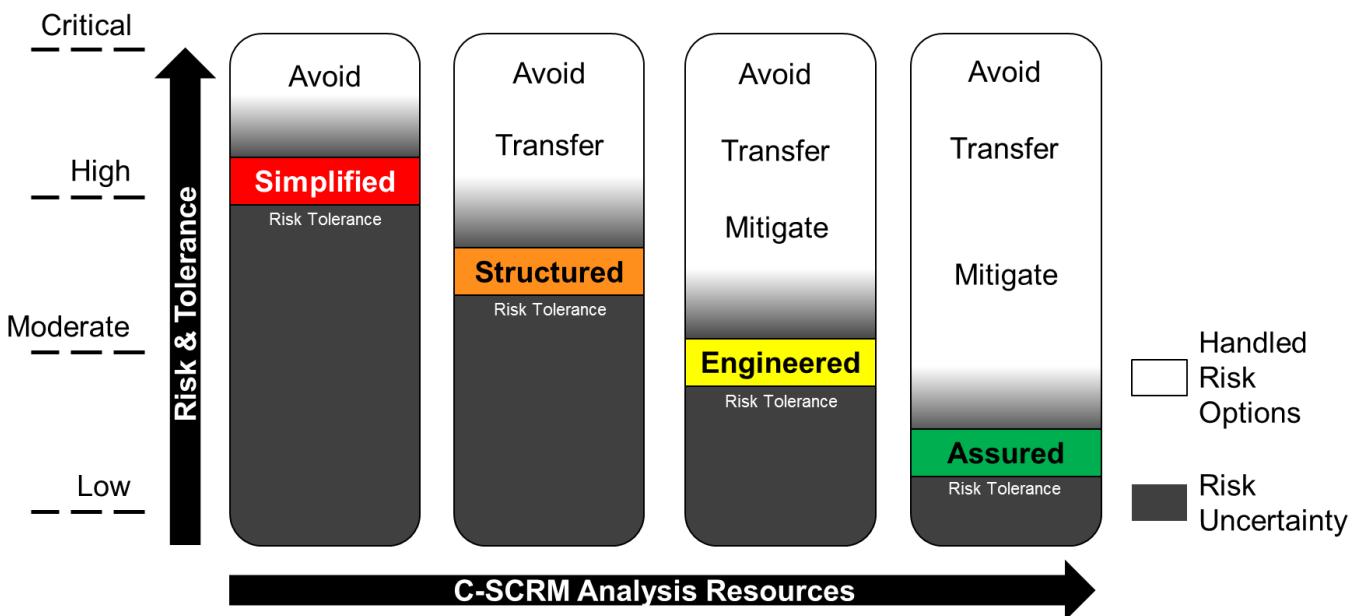 Critical
High
Moderate
Low
Risk & Tolerance
Avoid
Simplified
Risk Tolerance
Avoid
Transfer
Structured
Risk Tolerance
Avoid
Transfer
Mitigate
Engineered
Risk Tolerance
Avoid
Transfer
Mitigate
Assured
Risk Tolerance
Handled
Risk
Options
Risk
Uncertainty
C-SCRM Analysis Resources